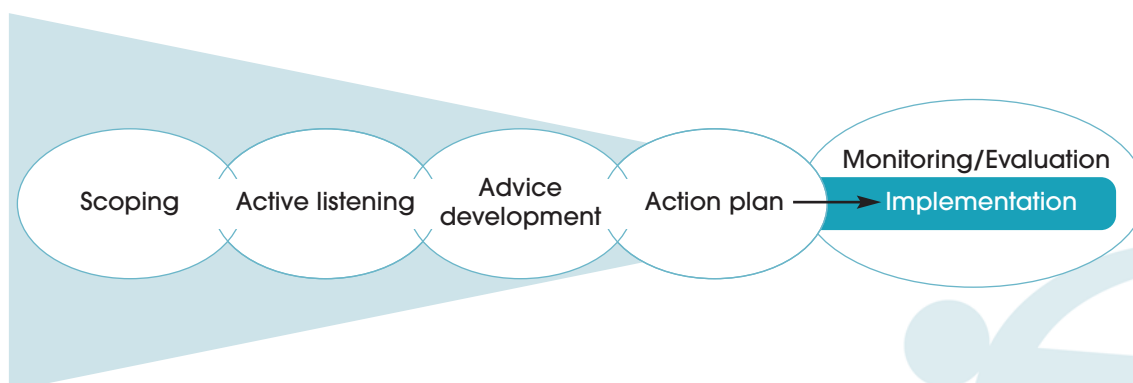 Scoping
Active listening
Advice
development
Action plan
Monitoring/Evaluation
Implementation